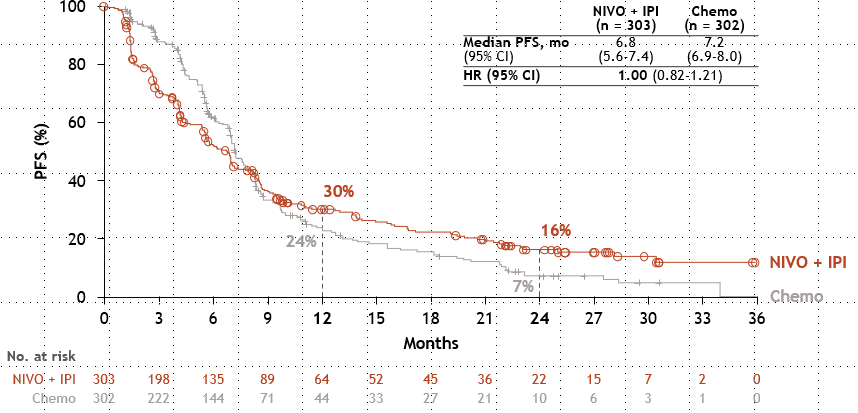 NIVO + IPI Chemo
(n = 303) (n = 302)
Median PFS, mo 6.8 7.2
(95% CI) (5.6-7.4) (6.9-8.0)
HR (95% CI) 1.00 (0.82-1.21)
PFS (%)
100
80
60
40
20
0
30%
24%
16%
7%
NIVO + IPI
Chemo
0 3 6 9 12 15 18 21 24 27 30 33 36
Months
No. at risk
NIVO + IPI 303 198 135 89 64 52 45 36 22 15 7 2 0
Chemo 302 222 144 71 44 33 27 21 10 6 3 1 0